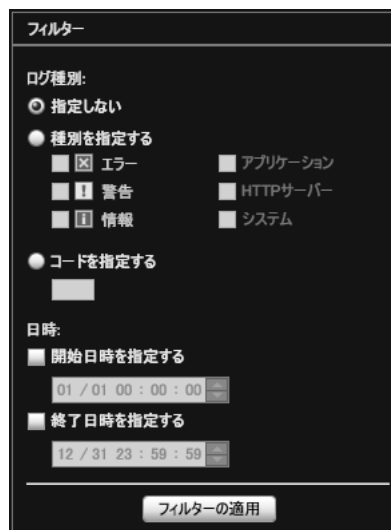 フィルター
ログ種別:
指定しない
種別を指定する
エラー アプリケーション
警告 HTTPサーバー
情報 システム
コードを指定する
日時:
開始日時を指定する
01 / 01 00 : 00 : 00
終了日時を指定する
12 / 31 23 : 59 : 59
フィルターの適用